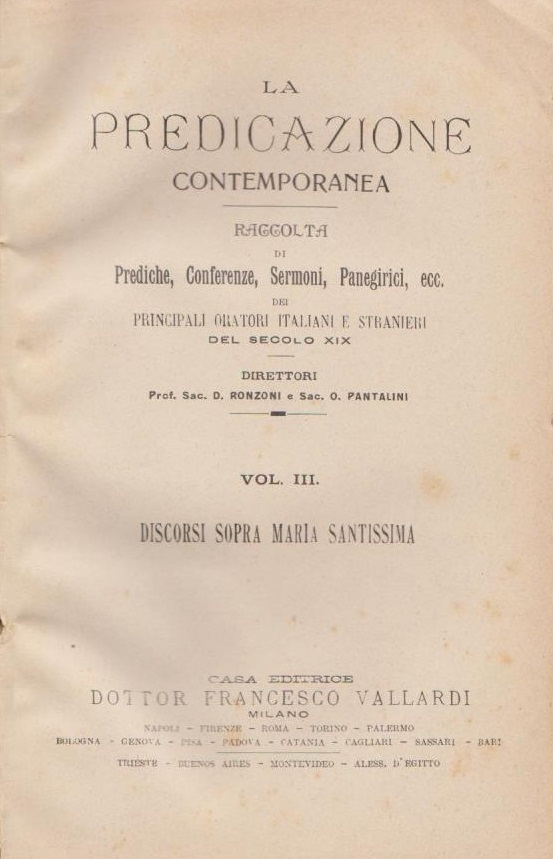 LA
PREDICAZIONE
CONTEMPORANEA
RACCOLTA
DI
Prediche, Conferenze, Sermoni, Panegirici, ecc.
DEI
PRINCIPALI ORATORI ITALIANI E STRANIERI
DEL SECOLO XIX
DIRETTORI
Prof. Sac. D. RONZONI e Sac. O. PANTALINI
VOL. III.
DISCORSI SOPRA MARIA SANTISSIMA
CASA EDITRICE
DOTTOR FRANCESCO VALLARDI
MILANO
NAPOLI - FIRENZE - ROMA - TORINO - PALERMO
BOLOGNA - GENOVA - PISA - PADOVA - CATANIA - CAGLIARI - SASSARI - BARI
TRIESTE - BUENOS AIRES - MONTEVIDEO - ALESS. D'EGITTO